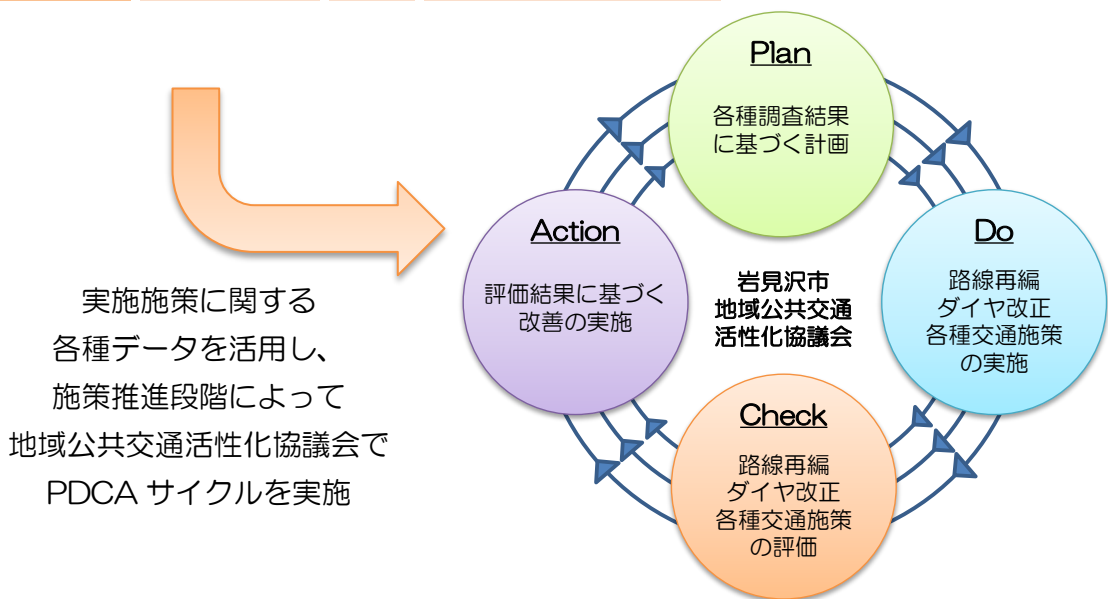 Plan
各種調査結果
に基づく計画
Action
評価結果に基づく
改善の実施
岩見沢市
地域公共交通
活性化協議会
Do
路線再編
ダイヤ改正
各種交通施策
の実施
Check
路線再編
ダイヤ改正
各種交通施策
の評価
実施施策に関する
各種データを活用し、
施策推進段階によって
地域公共交通活性化協議会で
PDCA サイクルを実施